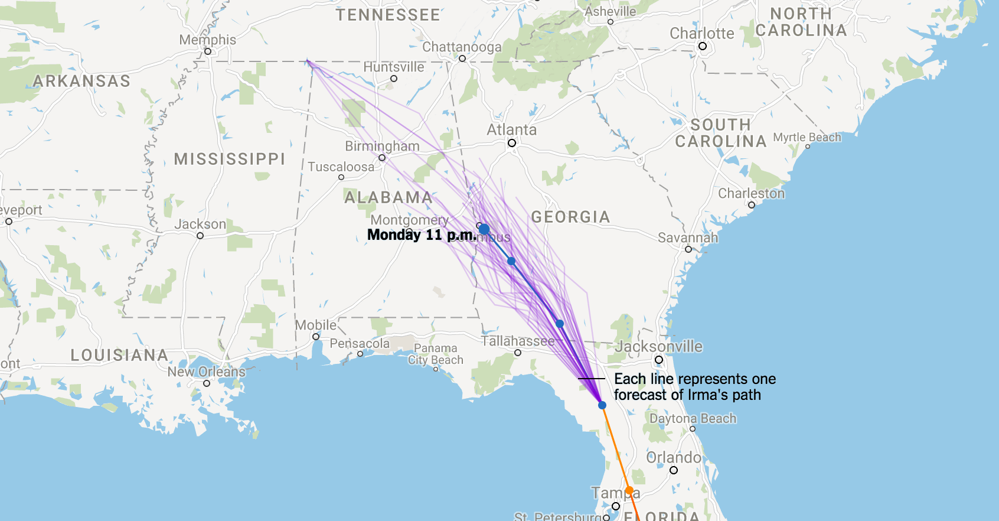 TENNESSEE
Asheville
NORTH
CAROLINA
Charlotte
Memphis
Chattanooga
Huntsville
ARKANSAS
Atlanta
SOUTH
CAROLINA
Myrtle Beach
Birmingham
MISSISSIPPI
Tuscaloosa
Charleston
ALABAMA
eveport
GEORGIA
Jackson
Montgomery
Monday 11 p.m.
Savannah
Mobile
Pensacola
Panama
City Beach
Tallahassee
Jacksonville
LOUISIANA
ont
New Orleans
Each line represents one
forecast of Irma's path
Daytona Beach
Orlando
Tampa
St. Petersburg
FLORIDA